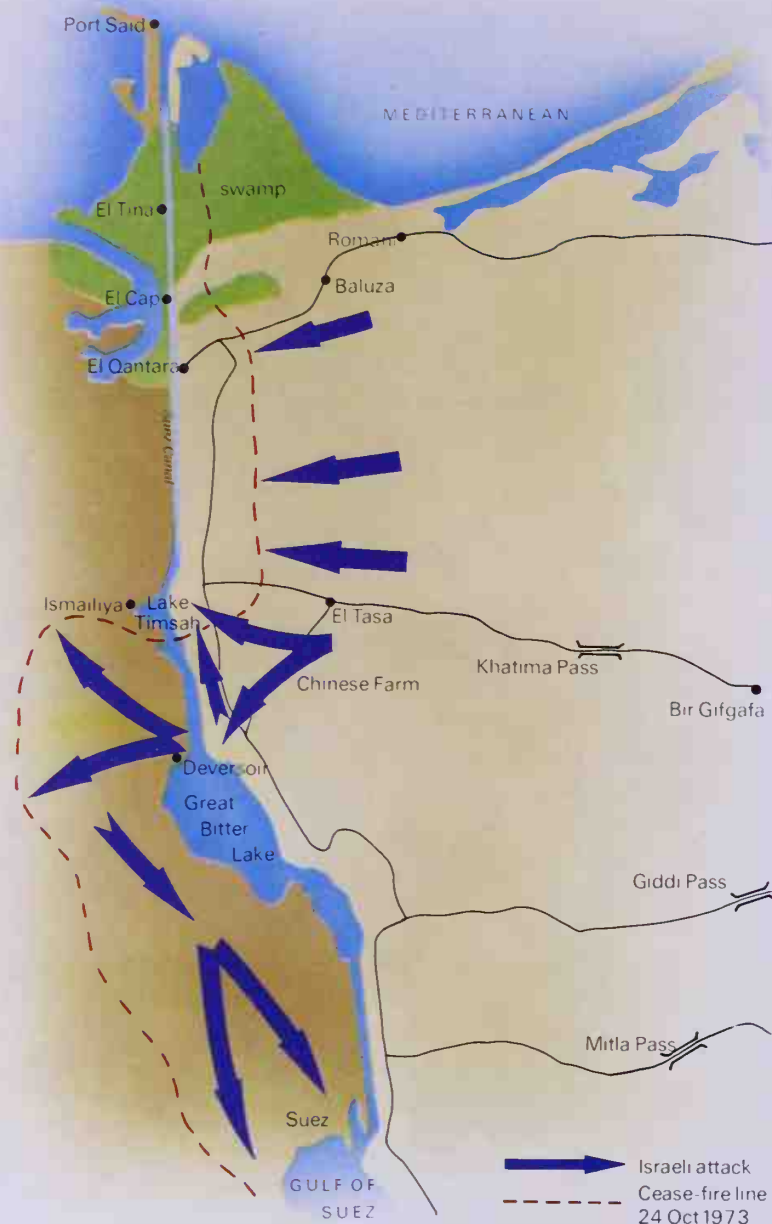 Port Said
MEDITERRANEAN
swamp
El Tina
Romani
Baluza
El Cap
El Qantara
Suez Canal
Ismailiya
Lake
Timsah
El Tasa
Khatima Pass
Chinese Farm
Bir Gifgafa
Deversoir
Great
Bitter
Lake
Giddi Pass
Mitla Pass
Suez
GULF OF
SUEZ
Israeli attack
Cease-fire line
24 Oct 1973